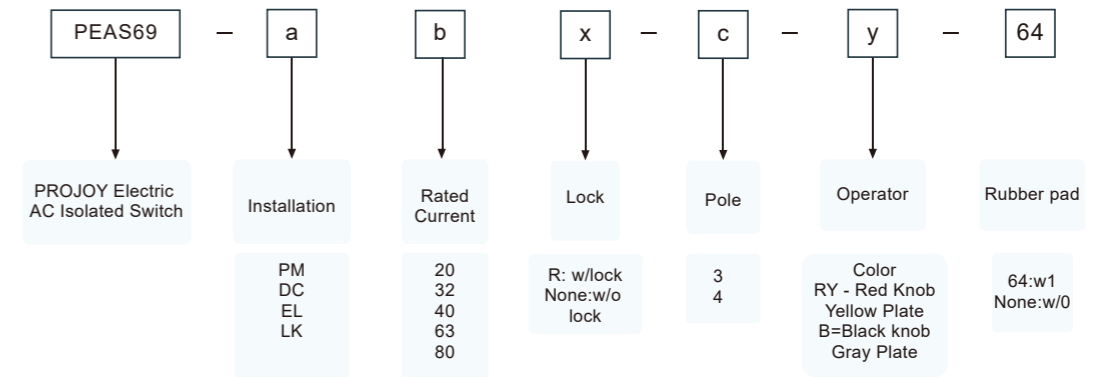 PEAS69 – a b x – c – y – 64
PROJOY Electric
AC Isolated Switch
Installation
Rated
Current
Lock
Pole
Operator
Rubber pad
PM
DC
EL
LK
20
32
40
63
80
R: w/lock
None:w/o
lock
3
4
Color
RY - Red Knob
Yellow Plate
B=Black knob
Gray Plate
64:w1
None:w/0